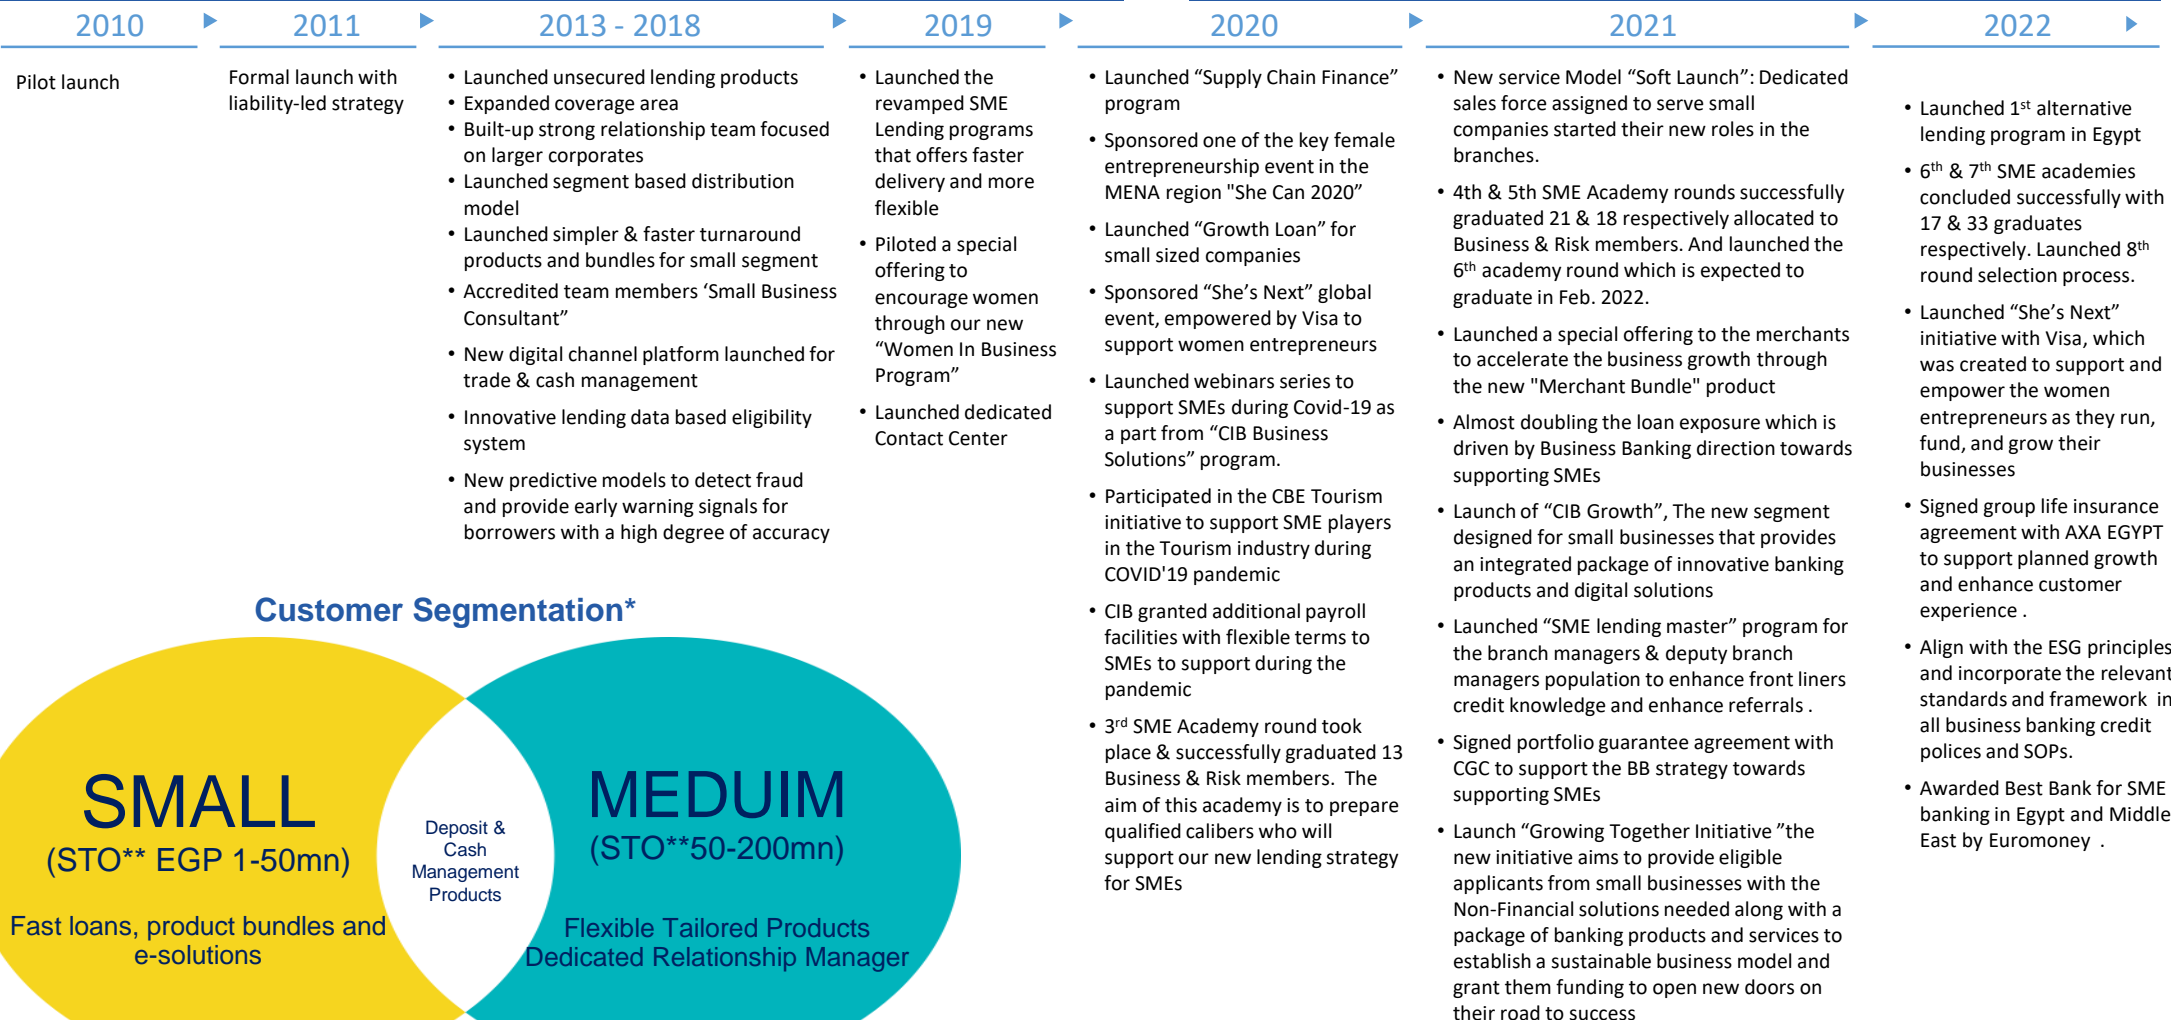 2010
2011
2013 - 2018
2019
2020
2021
2022
Pilot launch
Formal launch with
liability-led strategy
• Launched unsecured lending products
• Expanded coverage area
• Built-up strong relationship team focused
on larger corporates
• Launched segment based distribution
model
• Launched simpler & faster turnaround
products and bundles for small segment
• Accredited team members ‘Small Business
Consultant”
• New digital channel platform launched for
trade & cash management
• Innovative lending data based eligibility
system
• New predictive models to detect fraud
and provide early warning signals for
borrowers with a high degree of accuracy
• Launched the
revamped SME
Lending programs
that offers faster
delivery and more
flexible
• Piloted a special
offering to
encourage women
through our new
“Women In Business
Program”
• Launched dedicated
Contact Center
• Launched “Supply Chain Finance”
program
• Sponsored one of the key female
entrepreneurship event in the
MENA region "She Can 2020”
• Launched “Growth Loan” for
small sized companies
• Sponsored “She’s Next” global
event, empowered by Visa to
support women entrepreneurs
• Launched webinars series to
support SMEs during Covid-19 as
a part from “CIB Business
Solutions” program.
• Participated in the CBE Tourism
initiative to support SME players
in the Tourism industry during
COVID'19 pandemic
• CIB granted additional payroll
facilities with flexible terms to
SMEs to support during the
pandemic
• 3rd SME Academy round took
place & successfully graduated 13
Business & Risk members. The
aim of this academy is to prepare
qualified calibers who will
support our new lending strategy
for SMEs
• New service Model “Soft Launch”: Dedicated
sales force assigned to serve small
companies started their new roles in the
branches.
• 4th & 5th SME Academy rounds successfully
graduated 21 & 18 respectively allocated to
Business & Risk members. And launched the
6th academy round which is expected to
graduate in Feb. 2022.
• Launched a special offering to the merchants
to accelerate the business growth through
the new "Merchant Bundle" product
• Almost doubling the loan exposure which is
driven by Business Banking direction towards
supporting SMEs
• Launch of “CIB Growth”, The new segment
designed for small businesses that provides
an integrated package of innovative banking
products and digital solutions
• Launched “SME lending master” program for
the branch managers & deputy branch
managers population to enhance front liners
credit knowledge and enhance referrals .
• Signed portfolio guarantee agreement with
CGC to support the BB strategy towards
supporting SMEs
• Launch “Growing Together Initiative ”the
new initiative aims to provide eligible
applicants from small businesses with the
Non-Financial solutions needed along with a
package of banking products and services to
establish a sustainable business model and
grant them funding to open new doors on
their road to success
• Launched 1st alternative
lending program in Egypt
• 6th & 7th SME academies
concluded successfully with
17 & 33 graduates
respectively. Launched 8th
round selection process.
• Launched “She’s Next”
initiative with Visa, which
was created to support and
empower the women
entrepreneurs as they run,
fund, and grow their
businesses
• Signed group life insurance
agreement with AXA EGYPT
to support planned growth
and enhance customer
experience .
• Align with the ESG principles
and incorporate the relevant
standards and framework in
all business banking credit
polices and SOPs.
• Awarded Best Bank for SME
banking in Egypt and Middle
East by Euromoney .
Customer Segmentation*
SMALL
(STO** EGP 1-50mn)
Fast loans, product bundles and
e-solutions
Deposit &
Cash
Management
Products
MEDUIM
(STO**50-200mn)
Flexible Tailored Products
Dedicated Relationship Manager